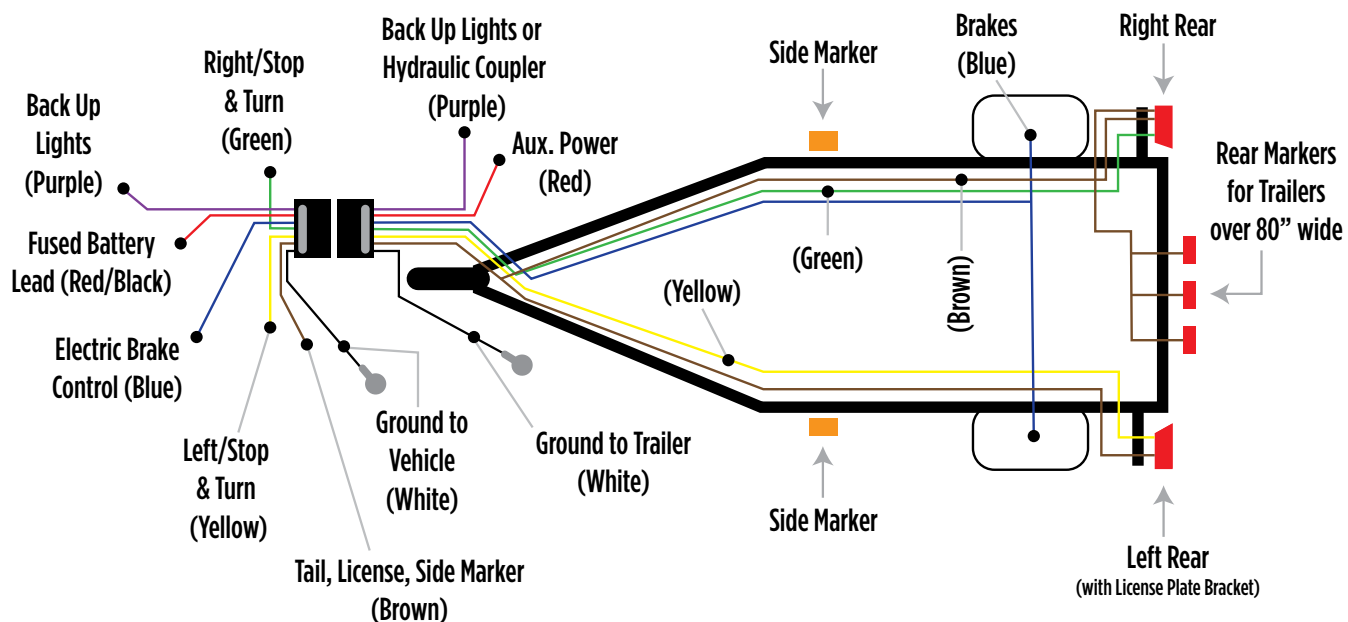 Back Up
Lights
(Purple)
Right/Stop
& Turn
(Green)
Back Up Lights or
Hydraulic Coupler
(Purple)
Aux. Power
(Red)
Side Marker
Brakes
(Blue)
Right Rear
Rear Markers
for Trailers
over 80” wide
Fused Battery
Lead (Red/Black)
(Green)
(Brown)
(Yellow)
Electric Brake
Control (Blue)
Left/Stop
& Turn
(Yellow)
Ground to
Vehicle
(White)
Ground to Trailer
(White)
Tail, License, Side Marker
(Brown)
Side Marker
Left Rear
(with License Plate Bracket)